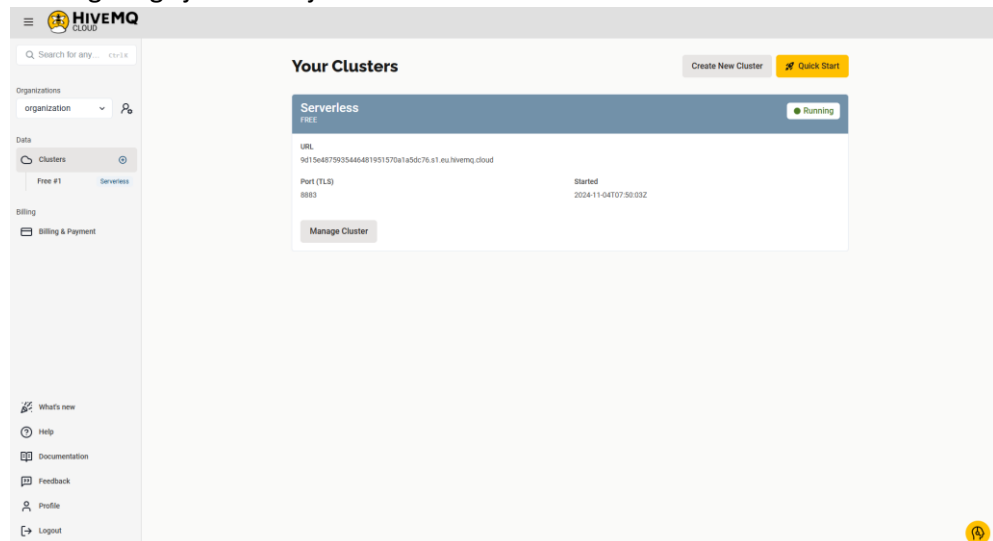 HIVEMQ
CLOUD
Search for any... Ctrl K
Organizations
organization
Data
Clusters
Free #1 Serverless
Billing
Billing & Payment
What's new
Help
Documentation
Feedback
Profile
Logout
Your Clusters
Create New Cluster
Quick Start
Serverless
FREE
Running
URL
9d15e4875935446481951570a1a5dc76.s1.eu.hivemq.cloud
Port (TLS)
8883
Started
2024-11-04T07:50:03Z
Manage Cluster